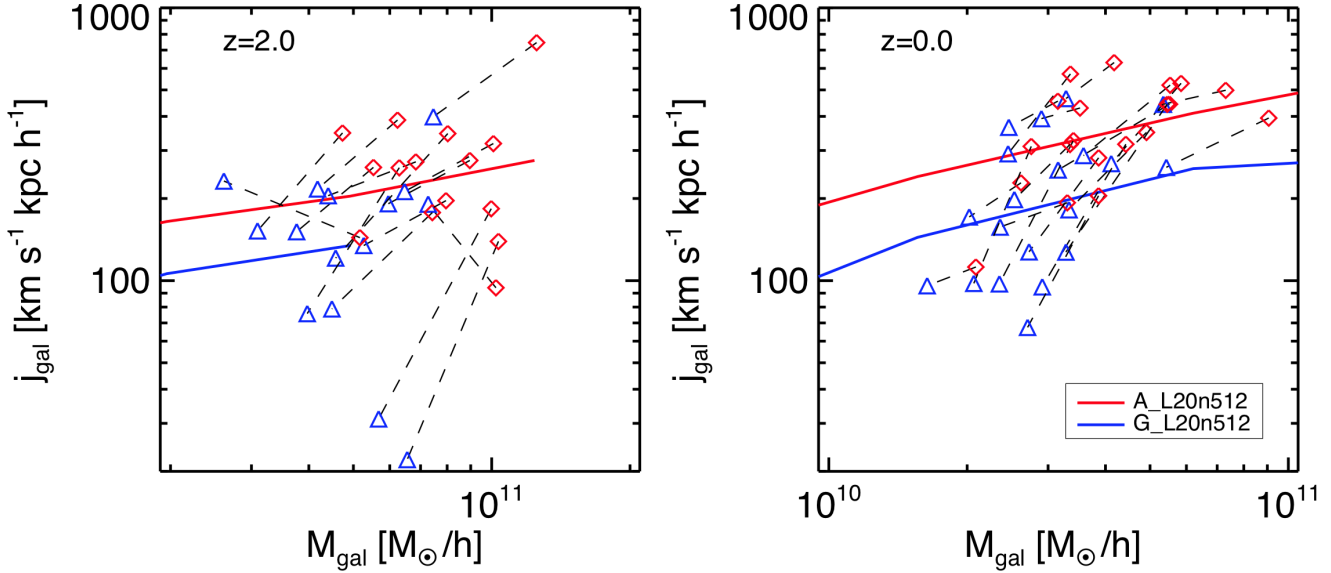 1000
z=2.0
100
j_gal [km s^-1 kpc h^-1]
10^11
M_gal [M_⊙/h]
1000
z=0.0
100
j_gal [km s^-1 kpc h^-1]
A_L20n512
G_L20n512
10^10
10^11
M_gal [M_⊙/h]